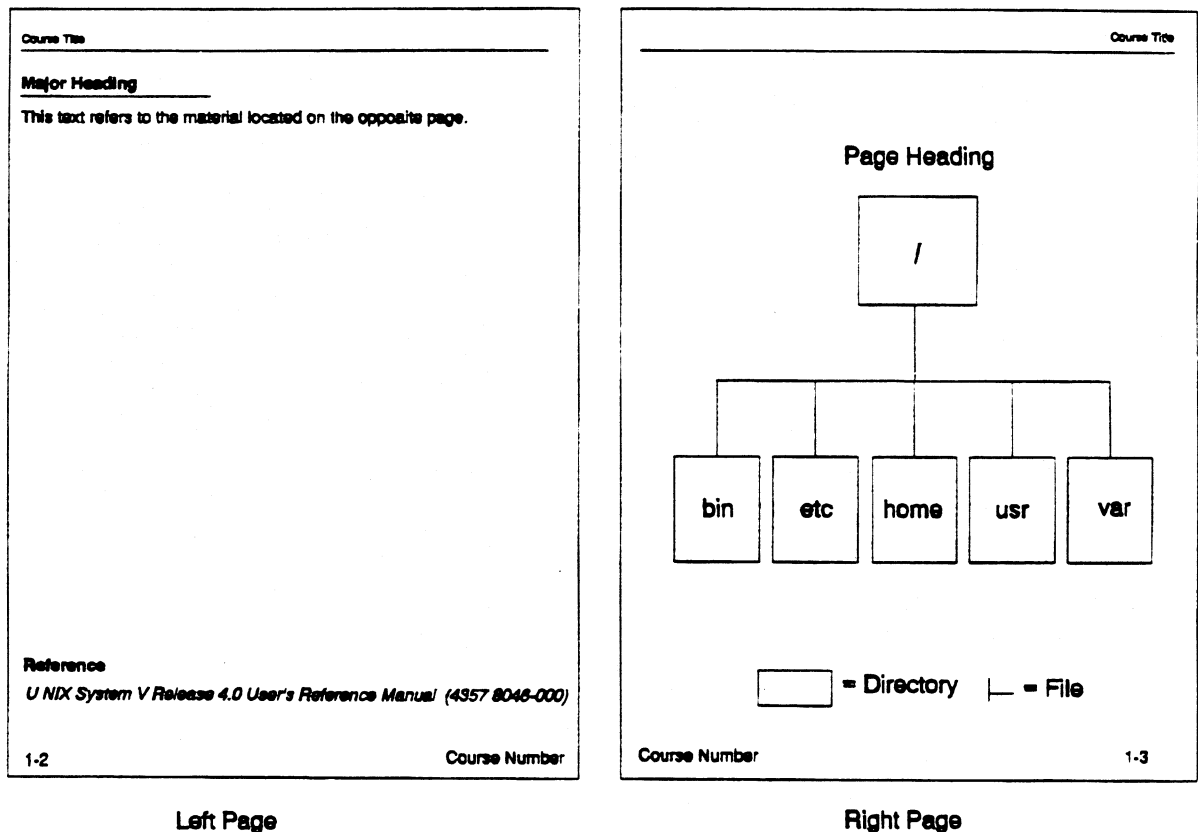 Course Title
Major Heading
This text refers to the material located on the opposite page.
Reference
U NIX System V Release 4.0 User's Reference Manual (4357 8046-000)
1-2 Course Number
Left Page
Course Title
Page Heading
/
bin etc home usr var
= Directory = File
Course Number 1-3
Right Page